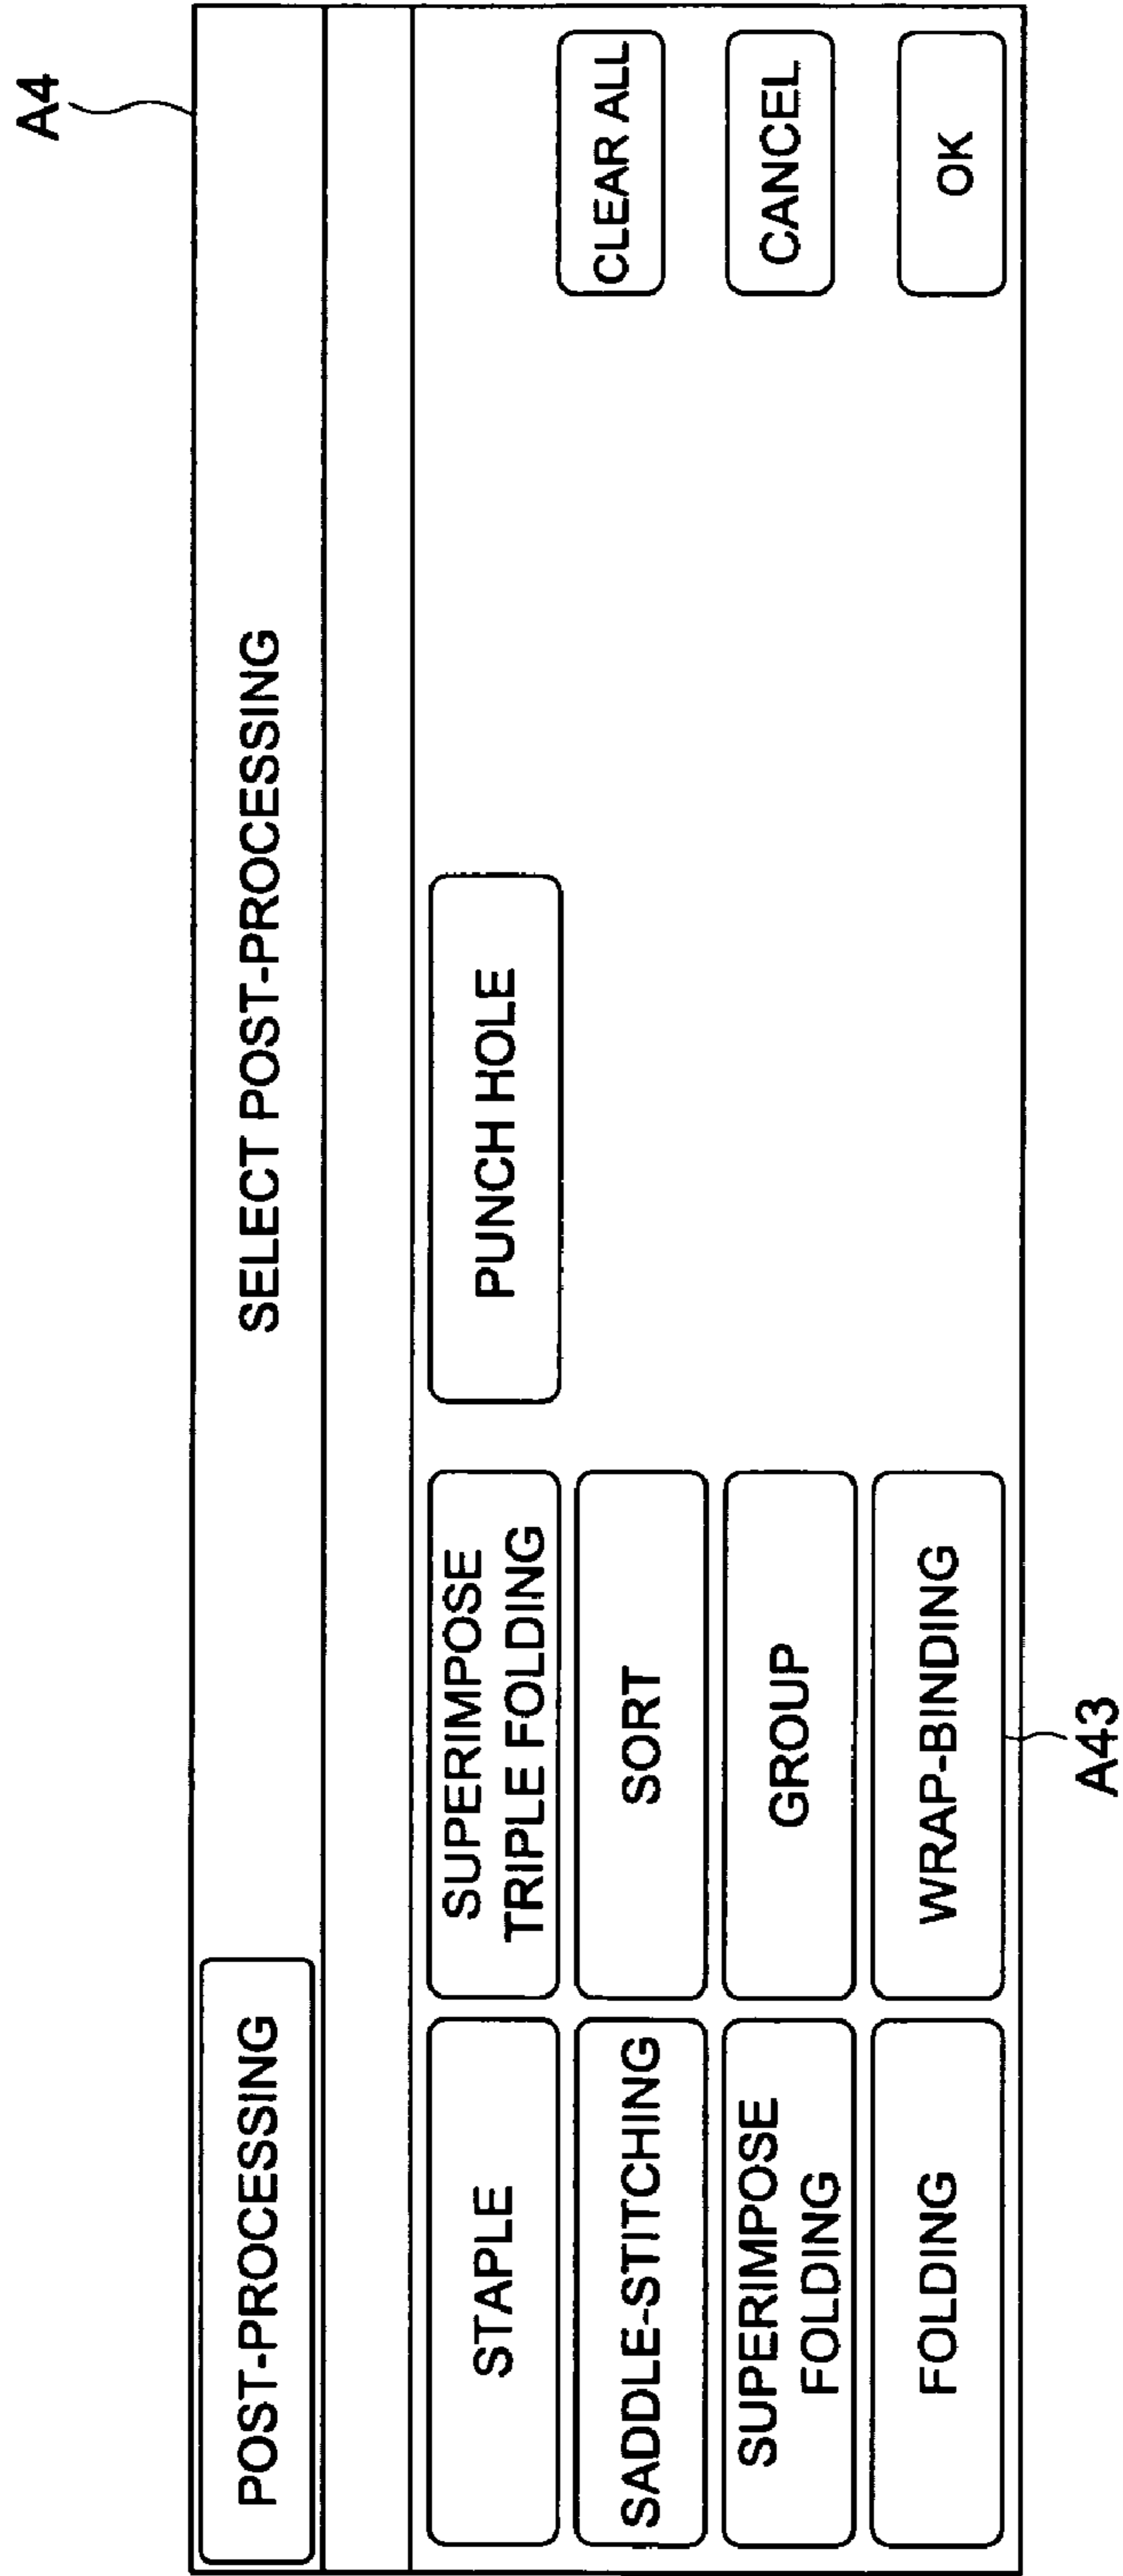 A4
POST-PROCESSING
SELECT POST-PROCESSING
STAPLE
SUPERIMPOSE
TRIPLE FOLDING
PUNCH HOLE
SADDLE-STITCHING
SORT
CLEAR ALL
SUPERIMPOSE
FOLDING
GROUP
CANCEL
FOLDING
WRAP-BINDING
OK
A43